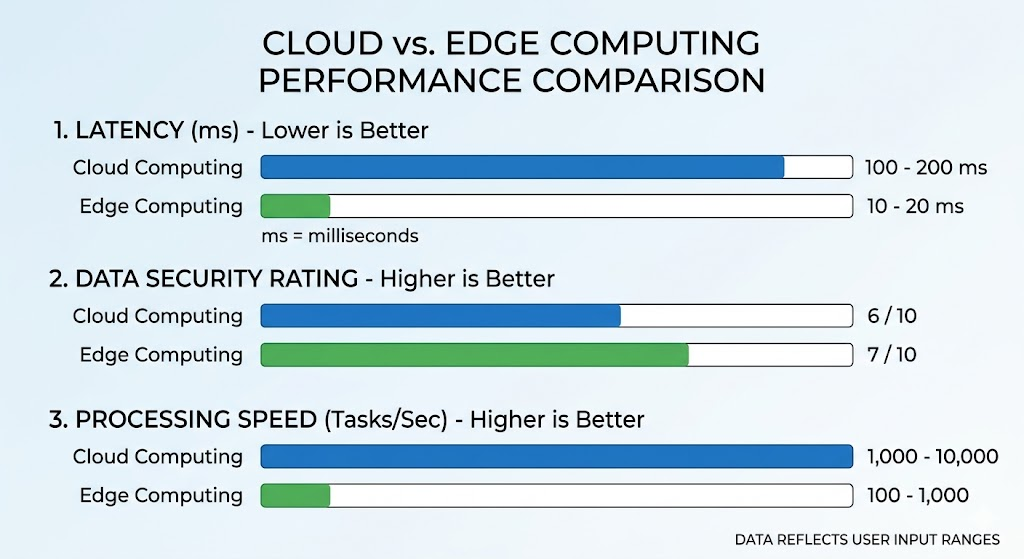 CLOUD vs. EDGE COMPUTING
PERFORMANCE COMPARISON
1. LATENCY (ms) - Lower is Better
Cloud Computing 100 - 200 ms
Edge Computing 10 - 20 ms
ms = milliseconds
2. DATA SECURITY RATING - Higher is Better
Cloud Computing 6 / 10
Edge Computing 7 / 10
3. PROCESSING SPEED (Tasks/Sec) - Higher is Better
Cloud Computing 1,000 - 10,000
Edge Computing 100 - 1,000
DATA REFLECTS USER INPUT RANGES